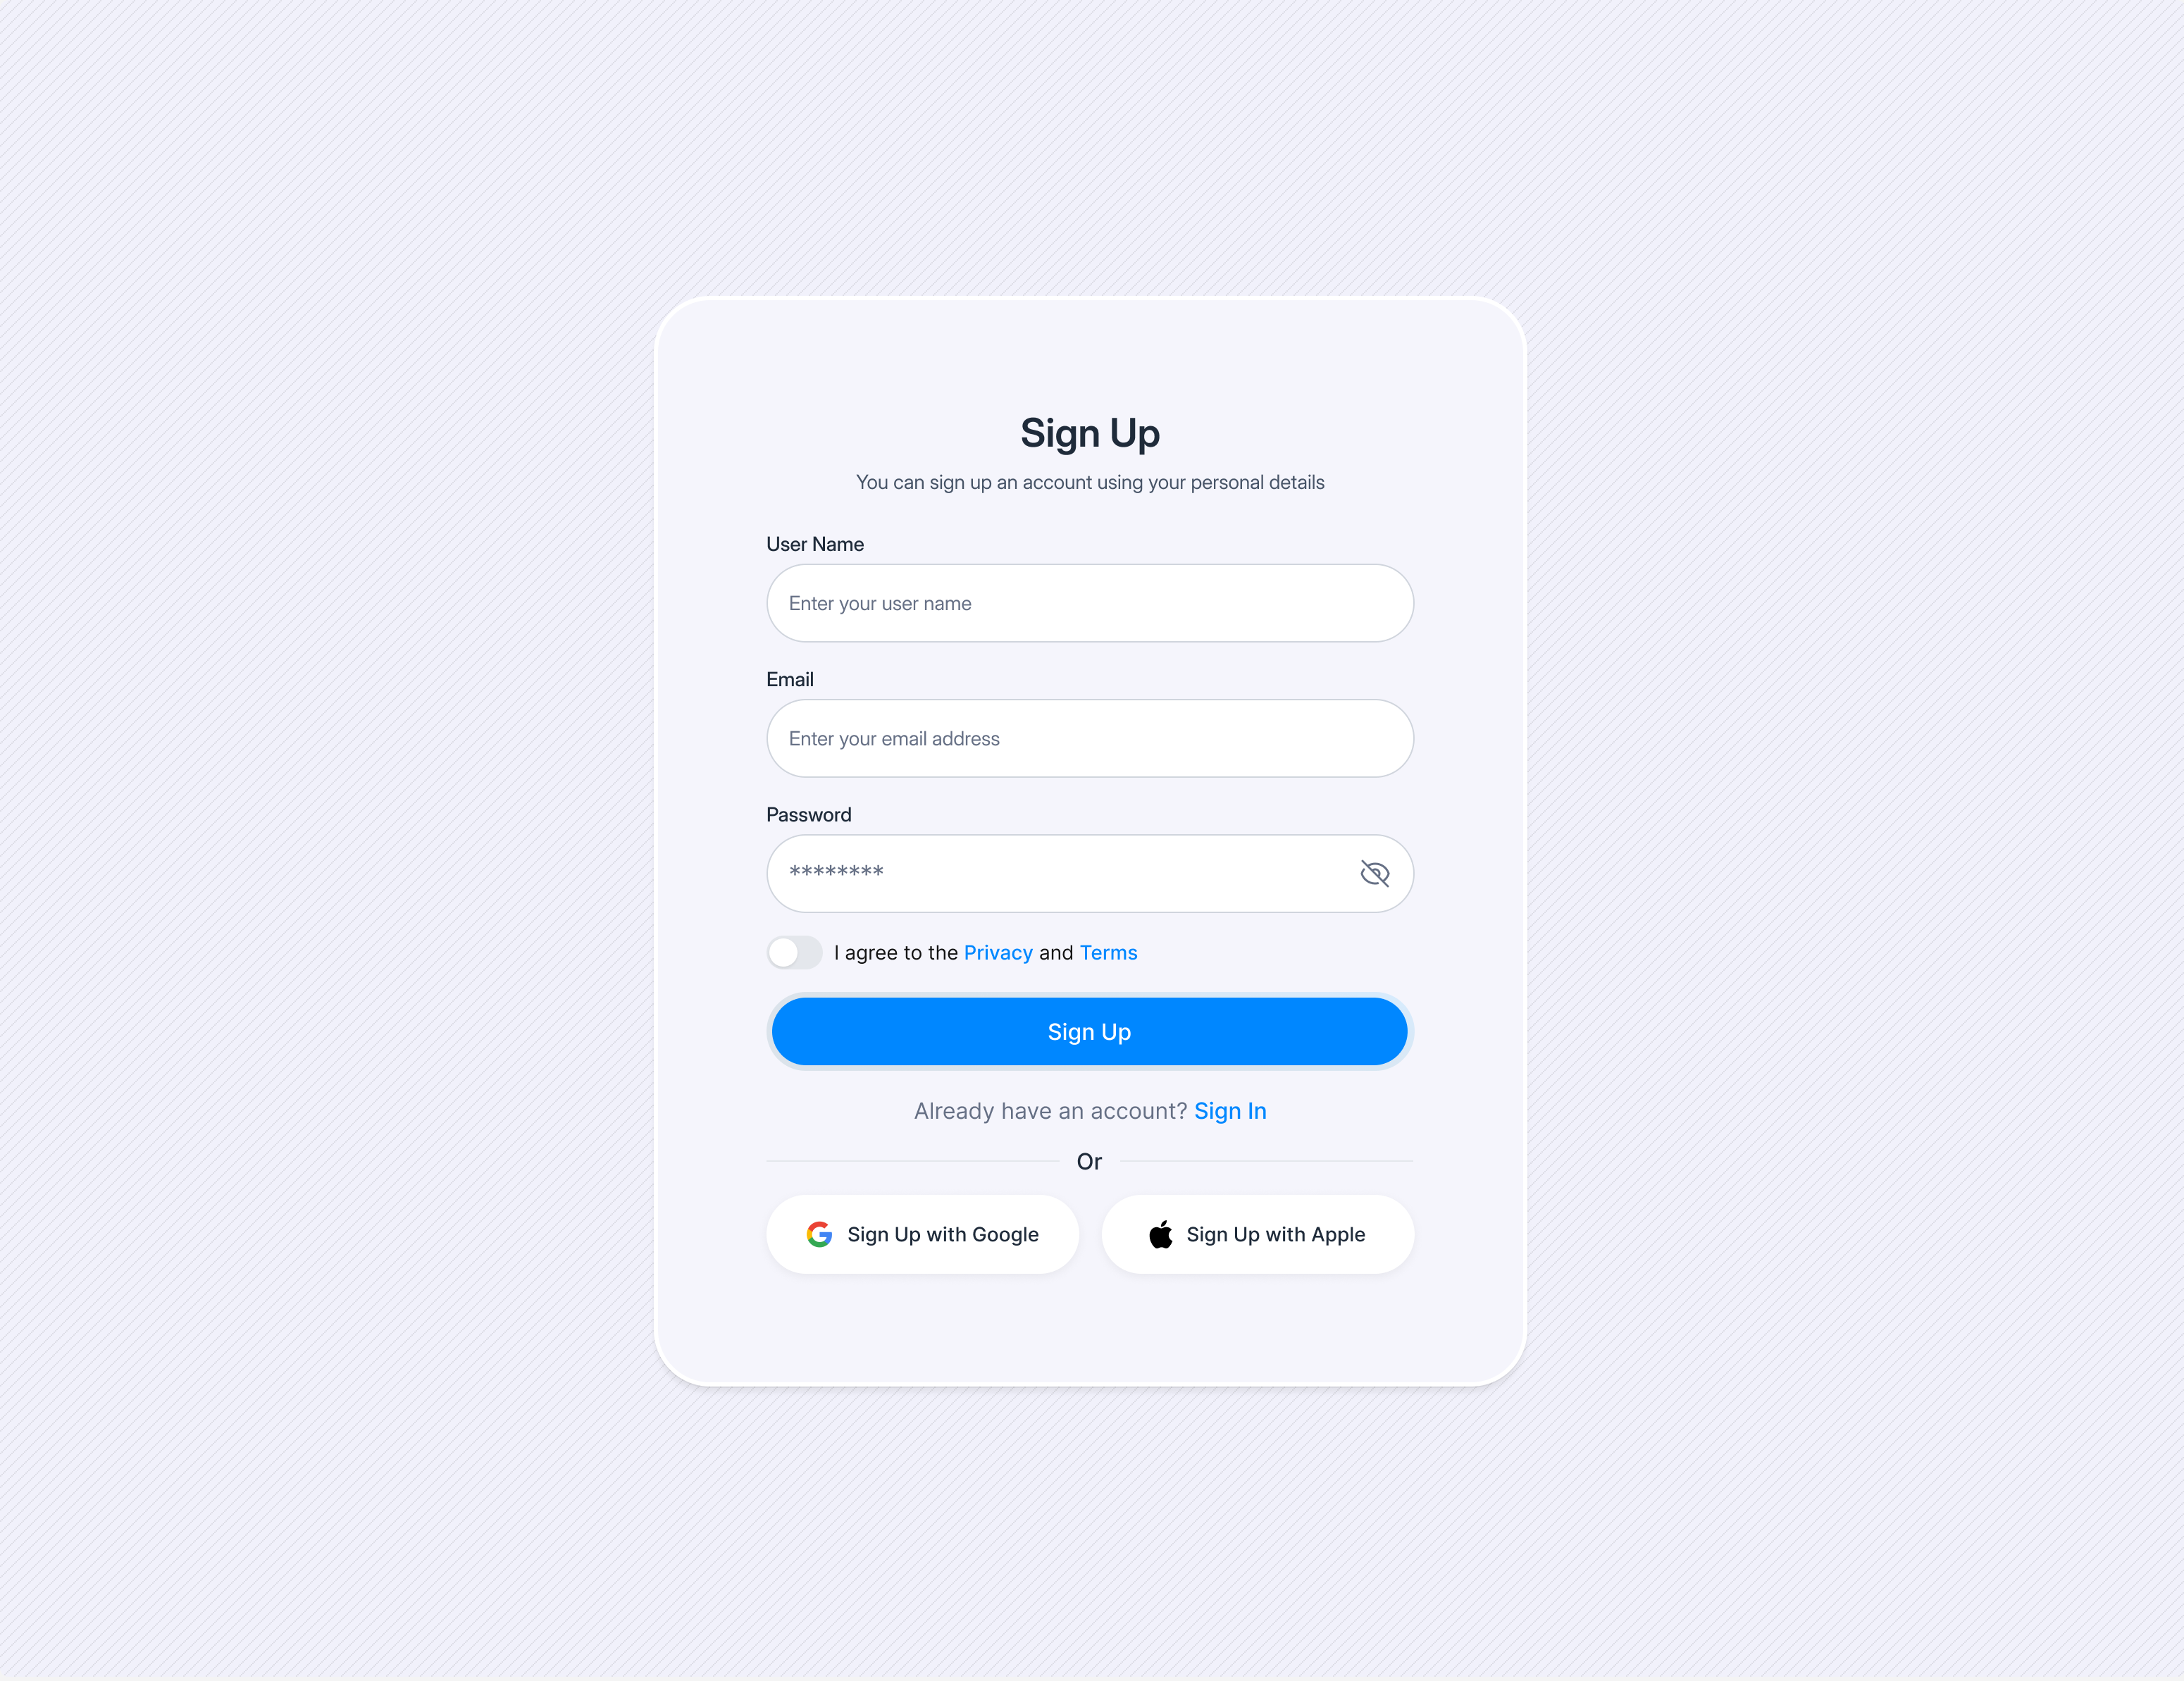 Sign Up
You can sign up an account using your personal details
User Name
Enter your user name
Email
Enter your email address
Password
********
I agree to the Privacy and Terms
Sign Up
Already have an account? Sign In
Or
Sign Up with Google
Sign Up with Apple